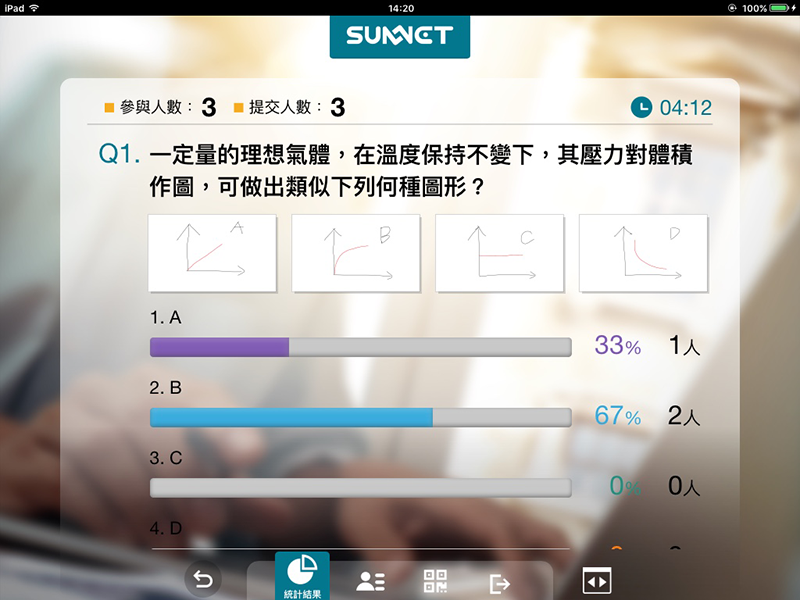 iPad 14:20 100%
SUNNET
參與人數：3 提交人數：3 04:12
Q1. 一定量的理想氣體，在溫度保持不變下，其壓力對體積
作圖，可做出類似下列何種圖形？
A B C D
1. A
33% 1人
2. B
67% 2人
3. C
0% 0人
4. D
統計結果